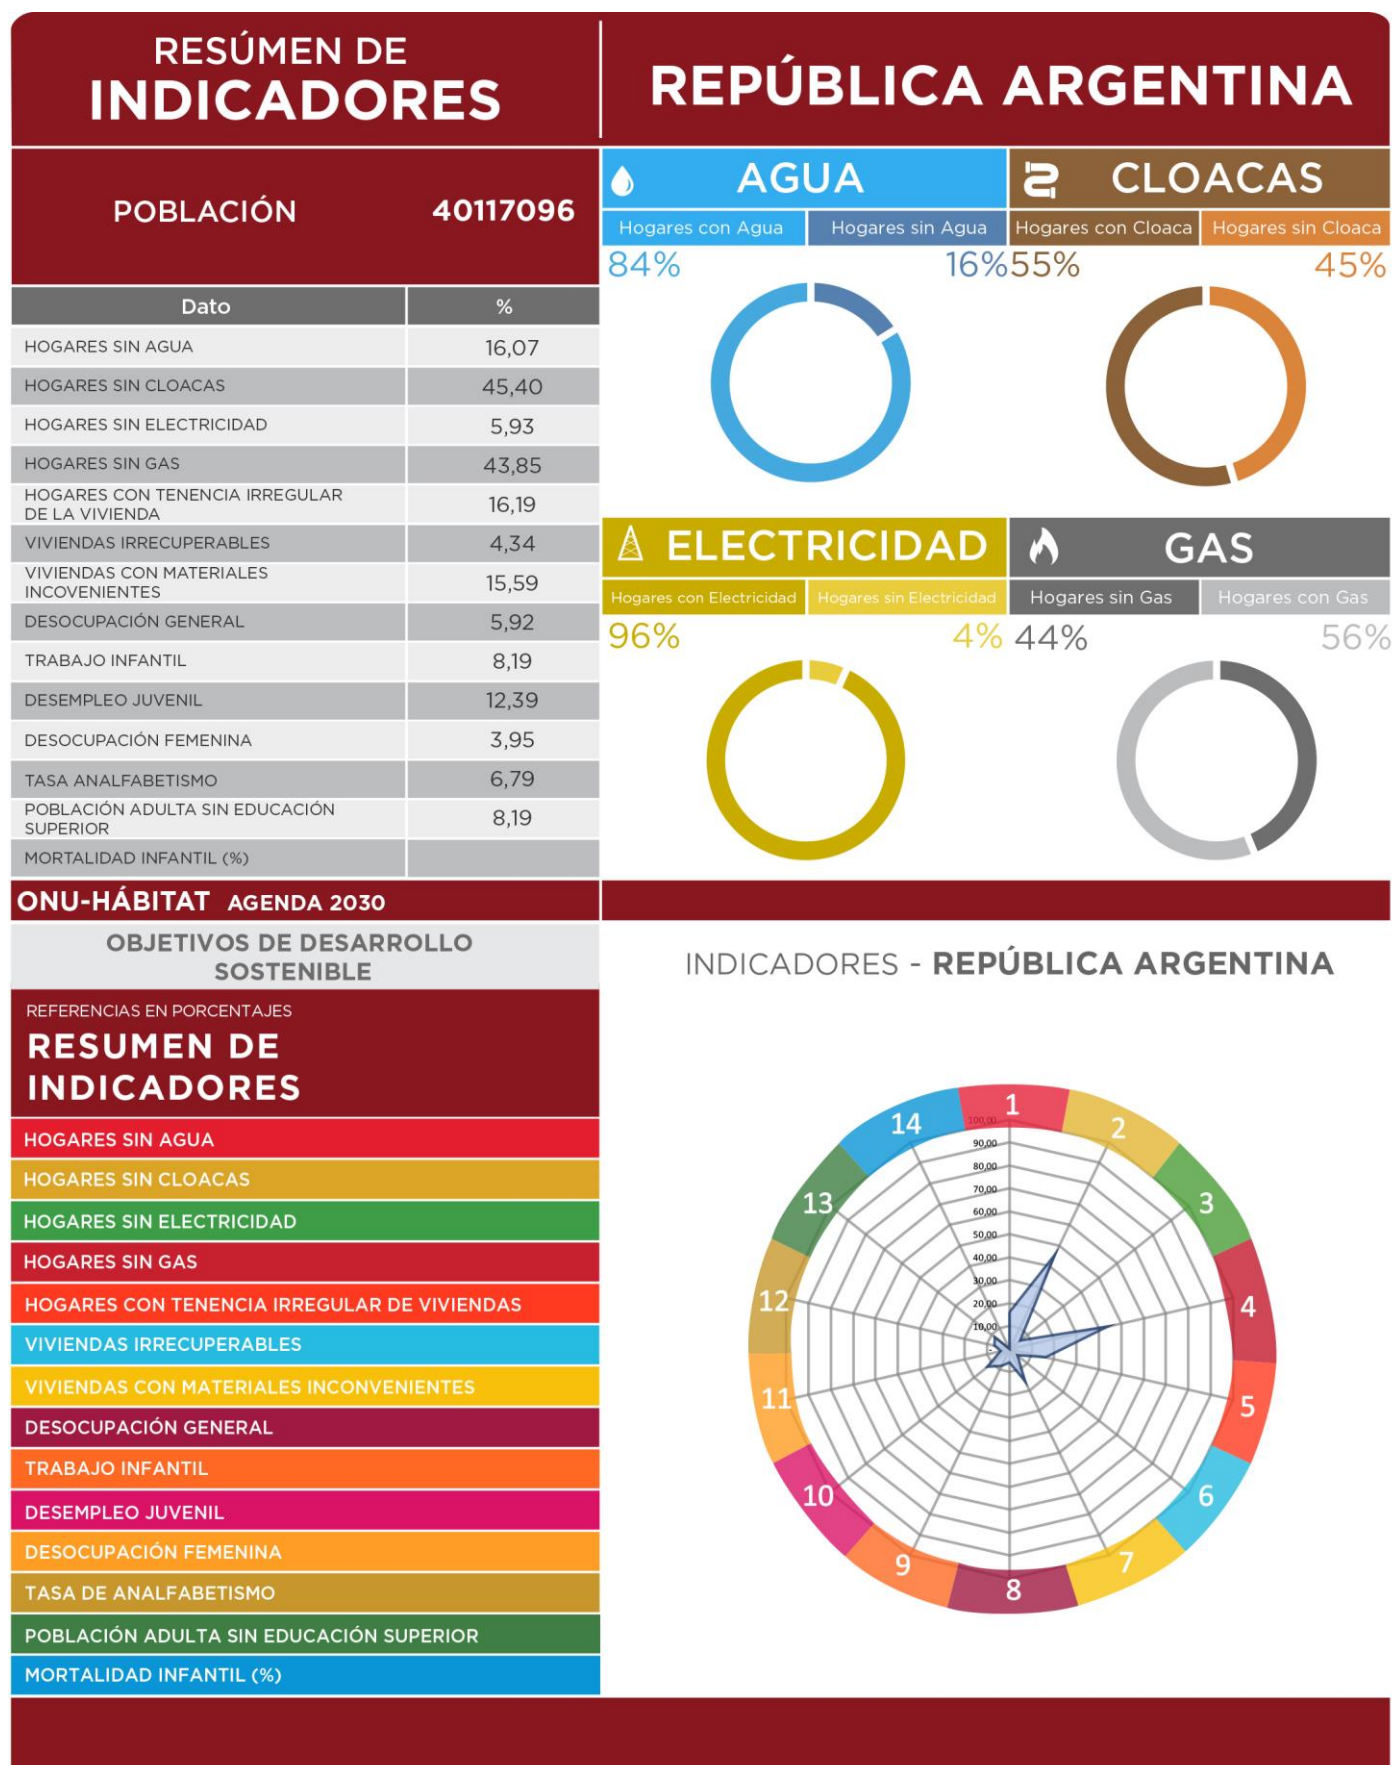 RESÚMEN DE
INDICADORES
REPÚBLICA ARGENTINA
POBLACIÓN 40117096
Dato %
HOGARES SIN AGUA 16,07
HOGARES SIN CLOACAS 45,40
HOGARES SIN ELECTRICIDAD 5,93
HOGARES SIN GAS 43,85
HOGARES CON TENENCIA IRREGULAR
DE LA VIVIENDA 16,19
VIVIENDAS IRRECUPERABLES 4,34
VIVIENDAS CON MATERIALES
INCOVENIENTES 15,59
DESOCUPACIÓN GENERAL 5,92
TRABAJO INFANTIL 8,19
DESEMPLEO JUVENIL 12,39
DESOCUPACIÓN FEMENINA 3,95
TASA ANALFABETISMO 6,79
POBLACIÓN ADULTA SIN EDUCACIÓN
SUPERIOR 8,19
MORTALIDAD INFANTIL (%)
AGUA
Hogares con Agua Hogares sin Agua
84% 16%
CLOACAS
Hogares con Cloaca Hogares sin Cloaca
55% 45%
ELECTRICIDAD
Hogares con Electricidad Hogares sin Electricidad
96% 4%
GAS
Hogares sin Gas Hogares con Gas
44% 56%
ONU-HÁBITAT AGENDA 2030
OBJETIVOS DE DESARROLLO
SOSTENIBLE
REFERENCIAS EN PORCENTAJES
RESUMEN DE
INDICADORES
HOGARES SIN AGUA
HOGARES SIN CLOACAS
HOGARES SIN ELECTRICIDAD
HOGARES SIN GAS
HOGARES CON TENENCIA IRREGULAR DE VIVIENDAS
VIVIENDAS IRRECUPERABLES
VIVIENDAS CON MATERIALES INCONVENIENTES
DESOCUPACIÓN GENERAL
TRABAJO INFANTIL
DESEMPLEO JUVENIL
DESOCUPACIÓN FEMENINA
TASA DE ANALFABETISMO
POBLACIÓN ADULTA SIN EDUCACIÓN SUPERIOR
MORTALIDAD INFANTIL (%)
INDICADORES - REPÚBLICA ARGENTINA
1
2
3
4
5
6
7
8
9
10
11
12
13
14
100,00
90,00
80,00
70,00
60,00
50,00
40,00
30,00
20,00
10,00
-